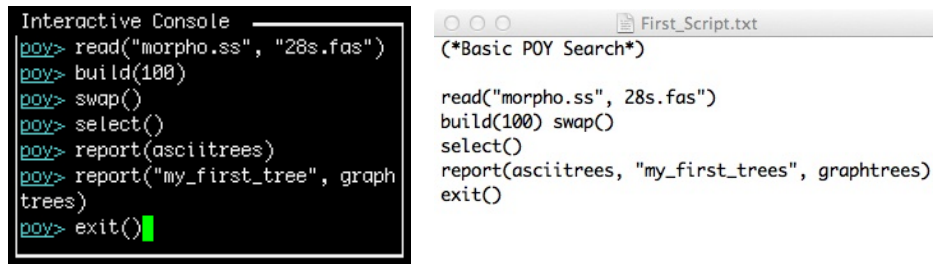 Interactive Console
poy> read("morpho.ss", "28s.fas")
poy> build(100)
poy> swap()
poy> select()
poy> report(asciitrees)
poy> report("my_first_tree", graph
trees)
poy> exit()
First_Script.txt
(*Basic POY Search*)
read("morpho.ss", 28s.fas")
build(100) swap()
select()
report(asciitrees, "my_first_trees", graphtrees)
exit()